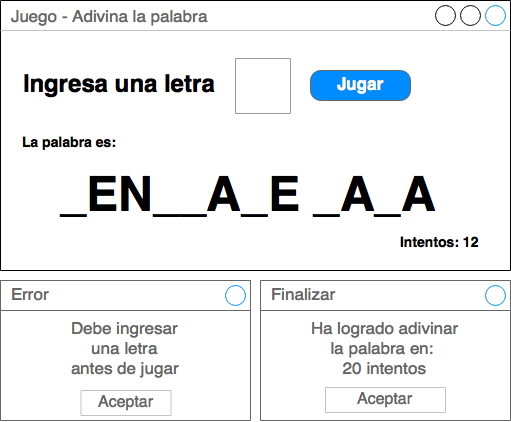 Juego - Adivina la palabra
Ingresa una letra
Jugar
La palabra es:
_EN__A_E _A_A
Intentos: 12
Error
Debe ingresar
una letra
antes de jugar
Aceptar
Finalizar
Ha logrado adivinar
la palabra en:
20 intentos
Aceptar